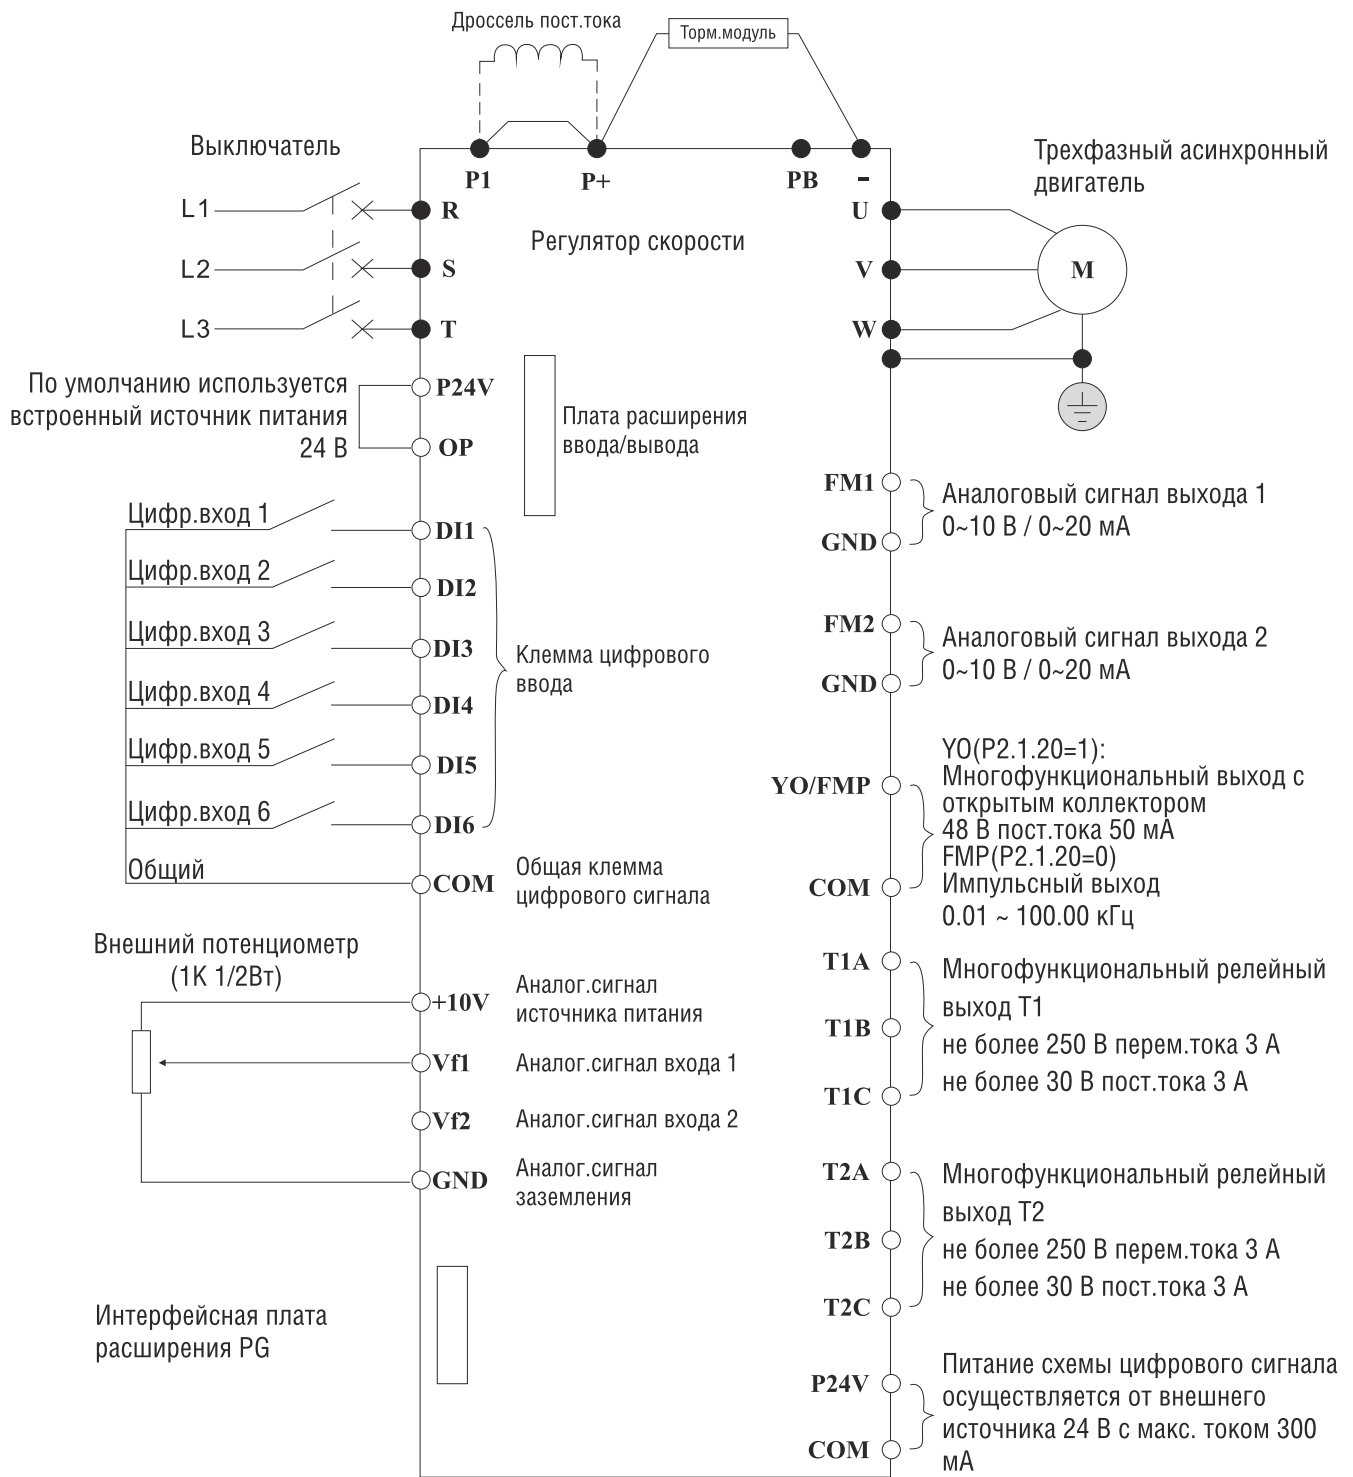 Дроссель пост.тока
Торм.модуль
Выключатель
P1
P+
PB
-
Трехфазный асинхронный
двигатель
L1
R
U
Регулятор скорости
L2
S
V
M
L3
T
W
По умолчанию используется
встроенный источник питания
24 В
P24V
OP
Плата расширения
ввода/вывода
FM1
GND
Аналоговый сигнал выхода 1
0~10 В / 0~20 мА
Цифр.вход 1
DI1
Цифр.вход 2
DI2
Цифр.вход 3
DI3
Цифр.вход 4
DI4
Цифр.вход 5
DI5
Цифр.вход 6
DI6
Клемма цифрового
ввода
FM2
GND
Аналоговый сигнал выхода 2
0~10 В / 0~20 мА
Общий
COM
Общая клемма
цифрового сигнала
YO/FMP
COM
YO(P2.1.20=1):
Многофункциональный выход с
открытым коллектором
48 В пост.тока 50 мА
FMP(P2.1.20=0)
Импульсный выход
0.01 ~ 100.00 кГц
Внешний потенциометр
(1К 1/2Вт)
+10V
Аналог.сигнал
источника питания
Vf1
Аналог.сигнал входа 1
Vf2
Аналог.сигнал входа 2
GND
Аналог.сигнал
заземления
T1A
T1B
T1C
Многофункциональный релейный
выход T1
не более 250 В перем.тока 3 А
не более 30 В пост.тока 3 А
T2A
T2B
T2C
Многофункциональный релейный
выход T2
не более 250 В перем.тока 3 А
не более 30 В пост.тока 3 А
Интерфейсная плата
расширения PG
P24V
COM
Питание схемы цифрового сигнала
осуществляется от внешнего
источника 24 В с макс. током 300
мА